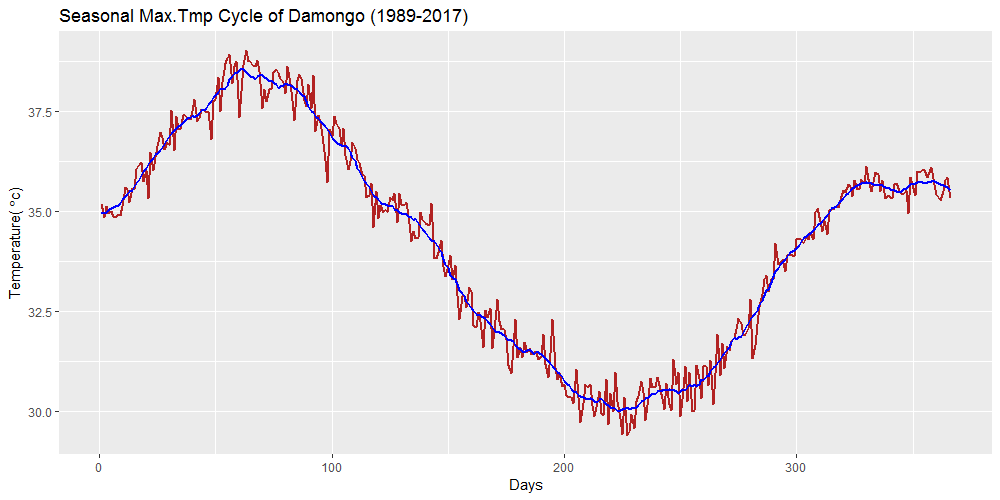 Seasonal Max.Tmp Cycle of Damongo (1989-2017)
Temperature( °c)
37.5
35.0
32.5
30.0
0 100 200 300
Days